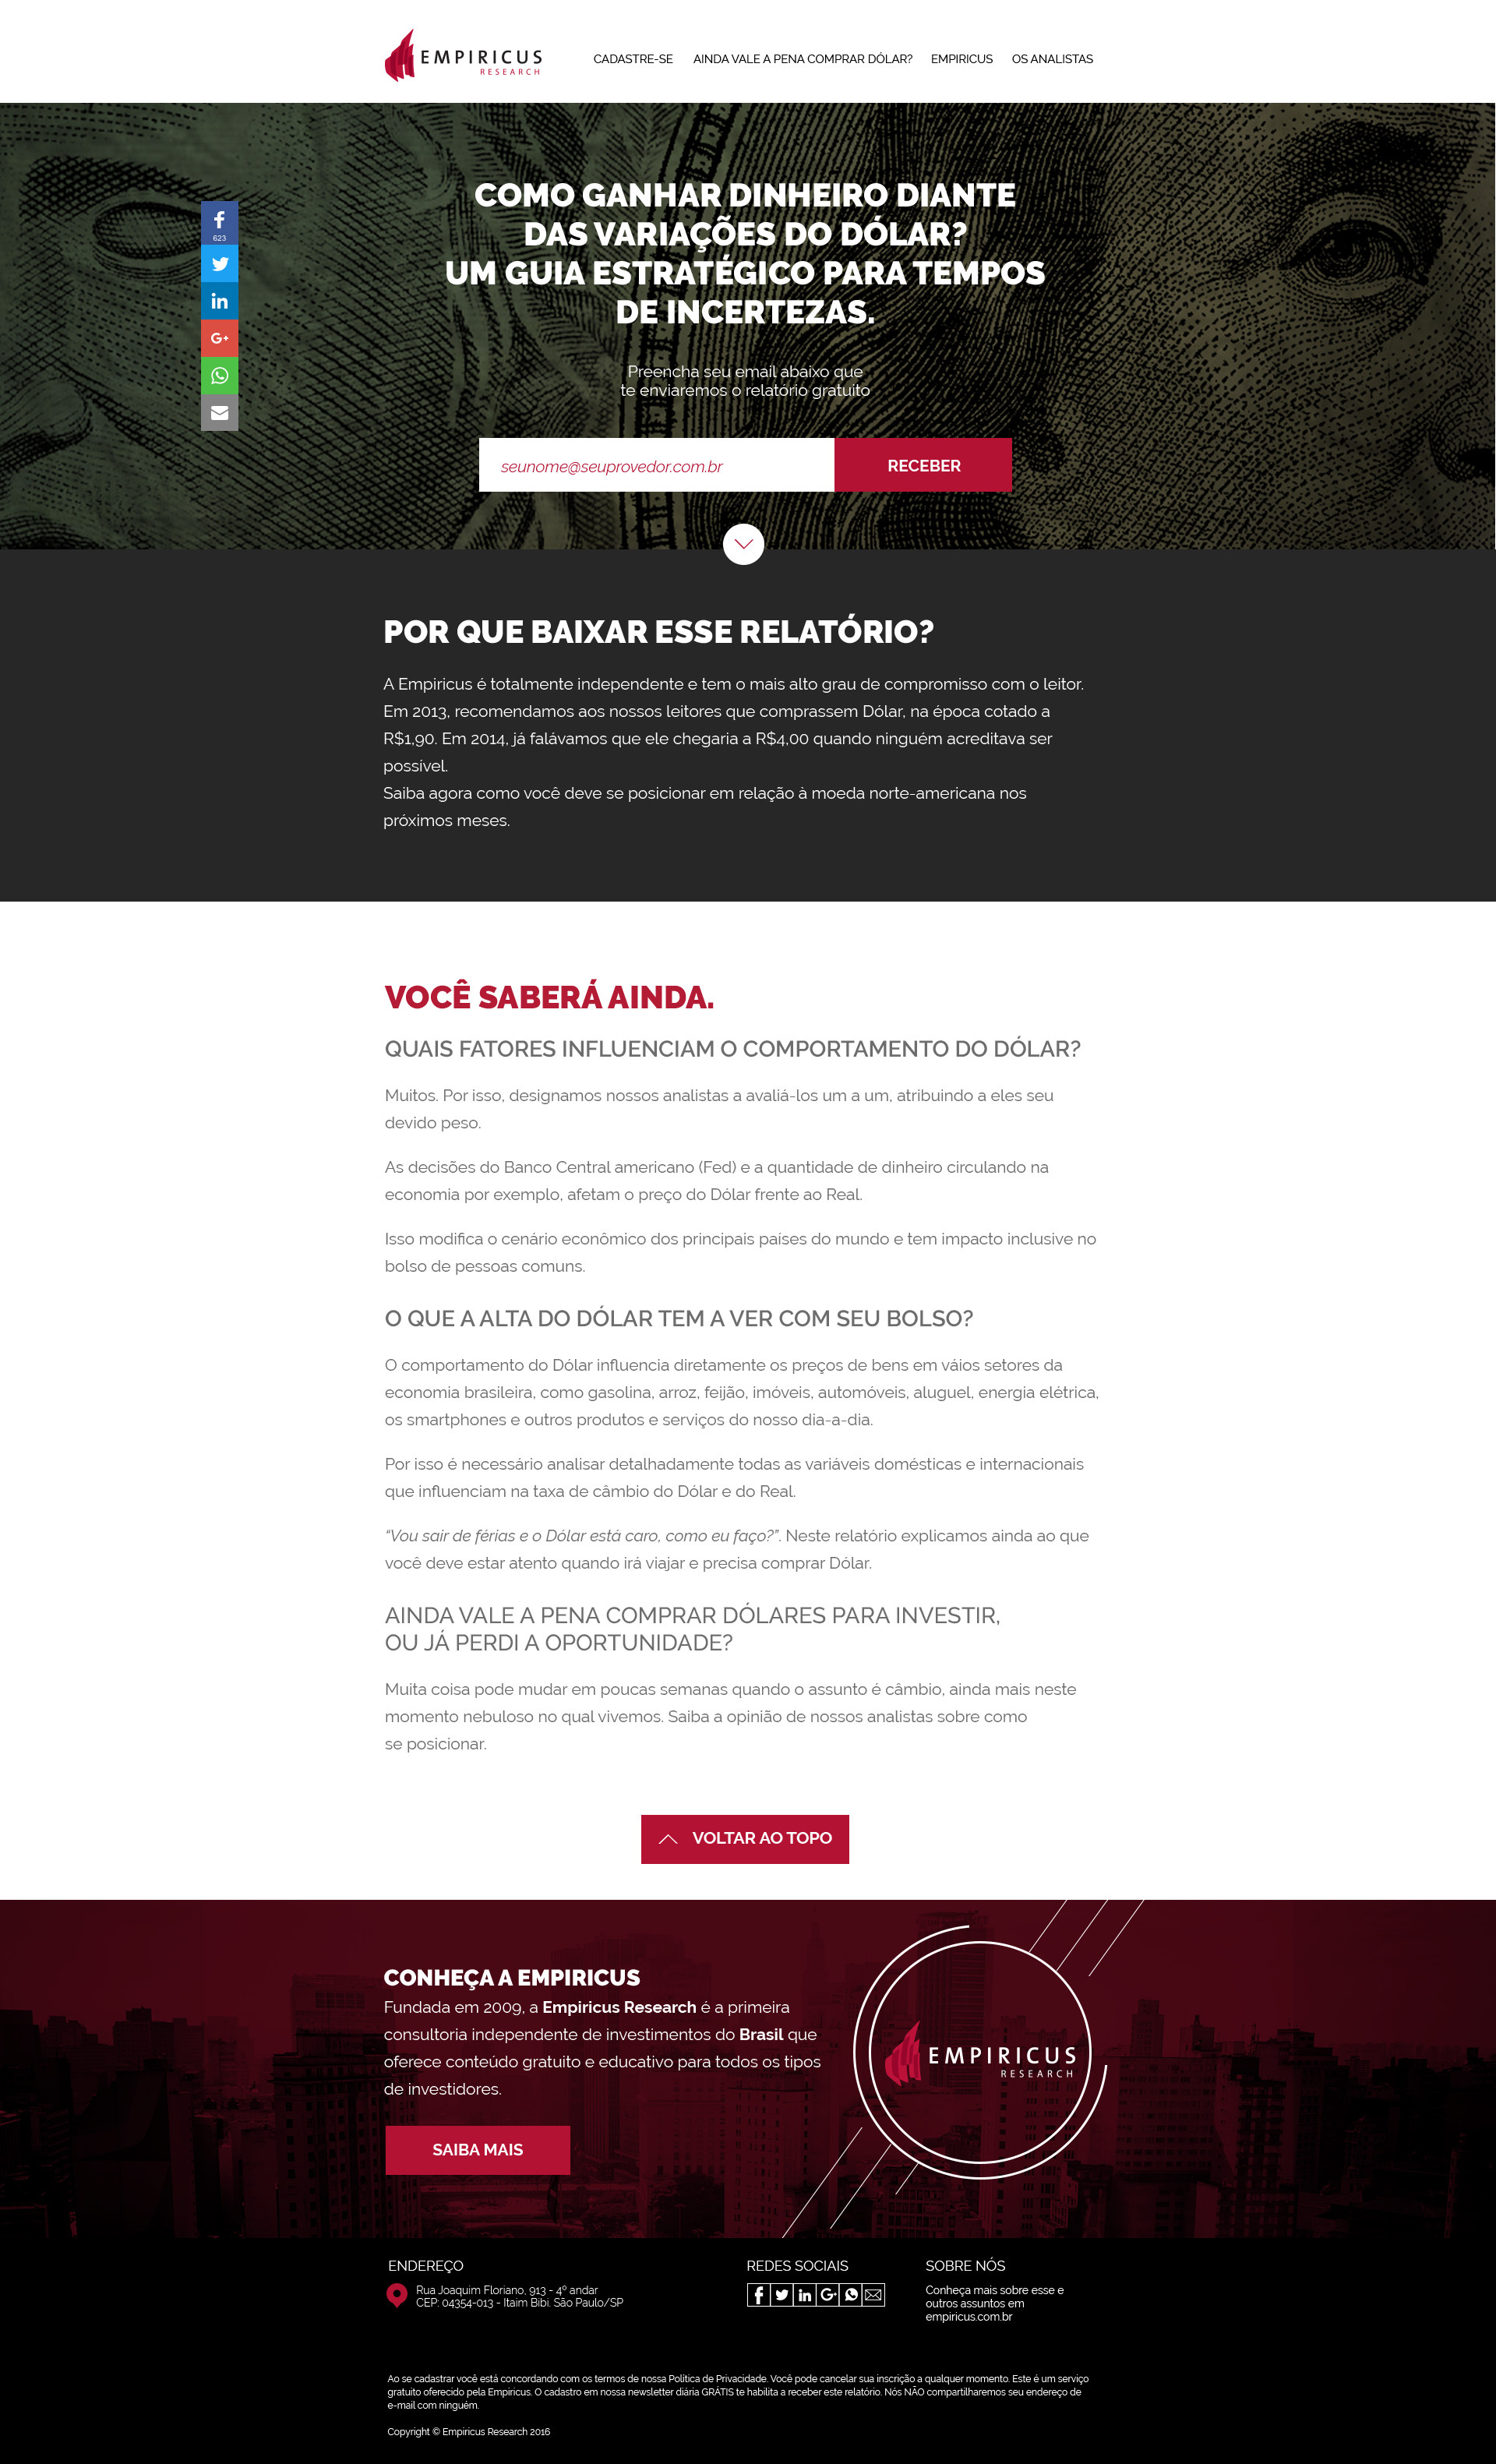 EMPIRICUS
RESEARCH
CADASTRE-SE AINDA VALE A PENA COMPRAR DÓLAR? EMPIRICUS OS ANALISTAS
COMO GANHAR DINHEIRO DIANTE
DAS VARIAÇÕES DO DÓLAR?
UM GUIA ESTRATÉGICO PARA TEMPOS
DE INCERTEZAS.
623
Preencha seu email abaixo que
te enviaremos o relatório gratuito
seunome@seuprovedor.com.br RECEBER
POR QUE BAIXAR ESSE RELATÓRIO?
A Empiricus é totalmente independente e tem o mais alto grau de compromisso com o leitor.
Em 2013, recomendamos aos nossos leitores que comprassem Dólar, na época cotado a
R$1,90. Em 2014, já falávamos que ele chegaria a R$4,00 quando ninguém acreditava ser
possível.
Saiba agora como você deve se posicionar em relação à moeda norte-americana nos
próximos meses.
VOCÊ SABERÁ AINDA.
QUAIS FATORES INFLUENCIAM O COMPORTAMENTO DO DÓLAR?
Muitos. Por isso, designamos nossos analistas a avaliá-los um a um, atribuindo a eles seu
devido peso.
As decisões do Banco Central americano (Fed) e a quantidade de dinheiro circulando na
economia por exemplo, afetam o preço do Dólar frente ao Real.
Isso modifica o cenário econômico dos principais países do mundo e tem impacto inclusive no
bolso de pessoas comuns.
O QUE A ALTA DO DÓLAR TEM A VER COM SEU BOLSO?
O comportamento do Dólar influencia diretamente os preços de bens em váios setores da
economia brasileira, como gasolina, arroz, feijão, imóveis, automóveis, aluguel, energia elétrica,
os smartphones e outros produtos e serviços do nosso dia-a-dia.
Por isso é necessário analisar detalhadamente todas as variáveis domésticas e internacionais
que influenciam na taxa de câmbio do Dólar e do Real.
“Vou sair de férias e o Dólar está caro, como eu faço?”. Neste relatório explicamos ainda ao que
você deve estar atento quando irá viajar e precisa comprar Dólar.
AINDA VALE A PENA COMPRAR DÓLARES PARA INVESTIR,
OU JÁ PERDI A OPORTUNIDADE?
Muita coisa pode mudar em poucas semanas quando o assunto é câmbio, ainda mais neste
momento nebuloso no qual vivemos. Saiba a opinião de nossos analistas sobre como
se posicionar.
VOLTAR AO TOPO
CONHEÇA A EMPIRICUS
Fundada em 2009, a Empiricus Research é a primeira
consultoria independente de investimentos do Brasil que
oferece conteúdo gratuito e educativo para todos os tipos
de investidores.
SAIBA MAIS
EMPIRICUS
RESEARCH
ENDEREÇO
Rua Joaquim Floriano, 913 - 4º andar
CEP: 04354-013 - Itaim Bibi. São Paulo/SP
REDES SOCIAIS
SOBRE NÓS
Conheça mais sobre esse e
outros assuntos em
empiricus.com.br
Ao se cadastrar você está concordando com os termos de nossa Política de Privacidade. Você pode cancelar sua inscrição a qualquer momento. Este é um serviço
gratuito oferecido pela Empiricus. O cadastro em nossa newsletter diária GRÁTIS te habilita a receber este relatório. Nós NÃO compartilharemos seu endereço de
e-mail com ninguém.
Copyright © Empiricus Research 2016